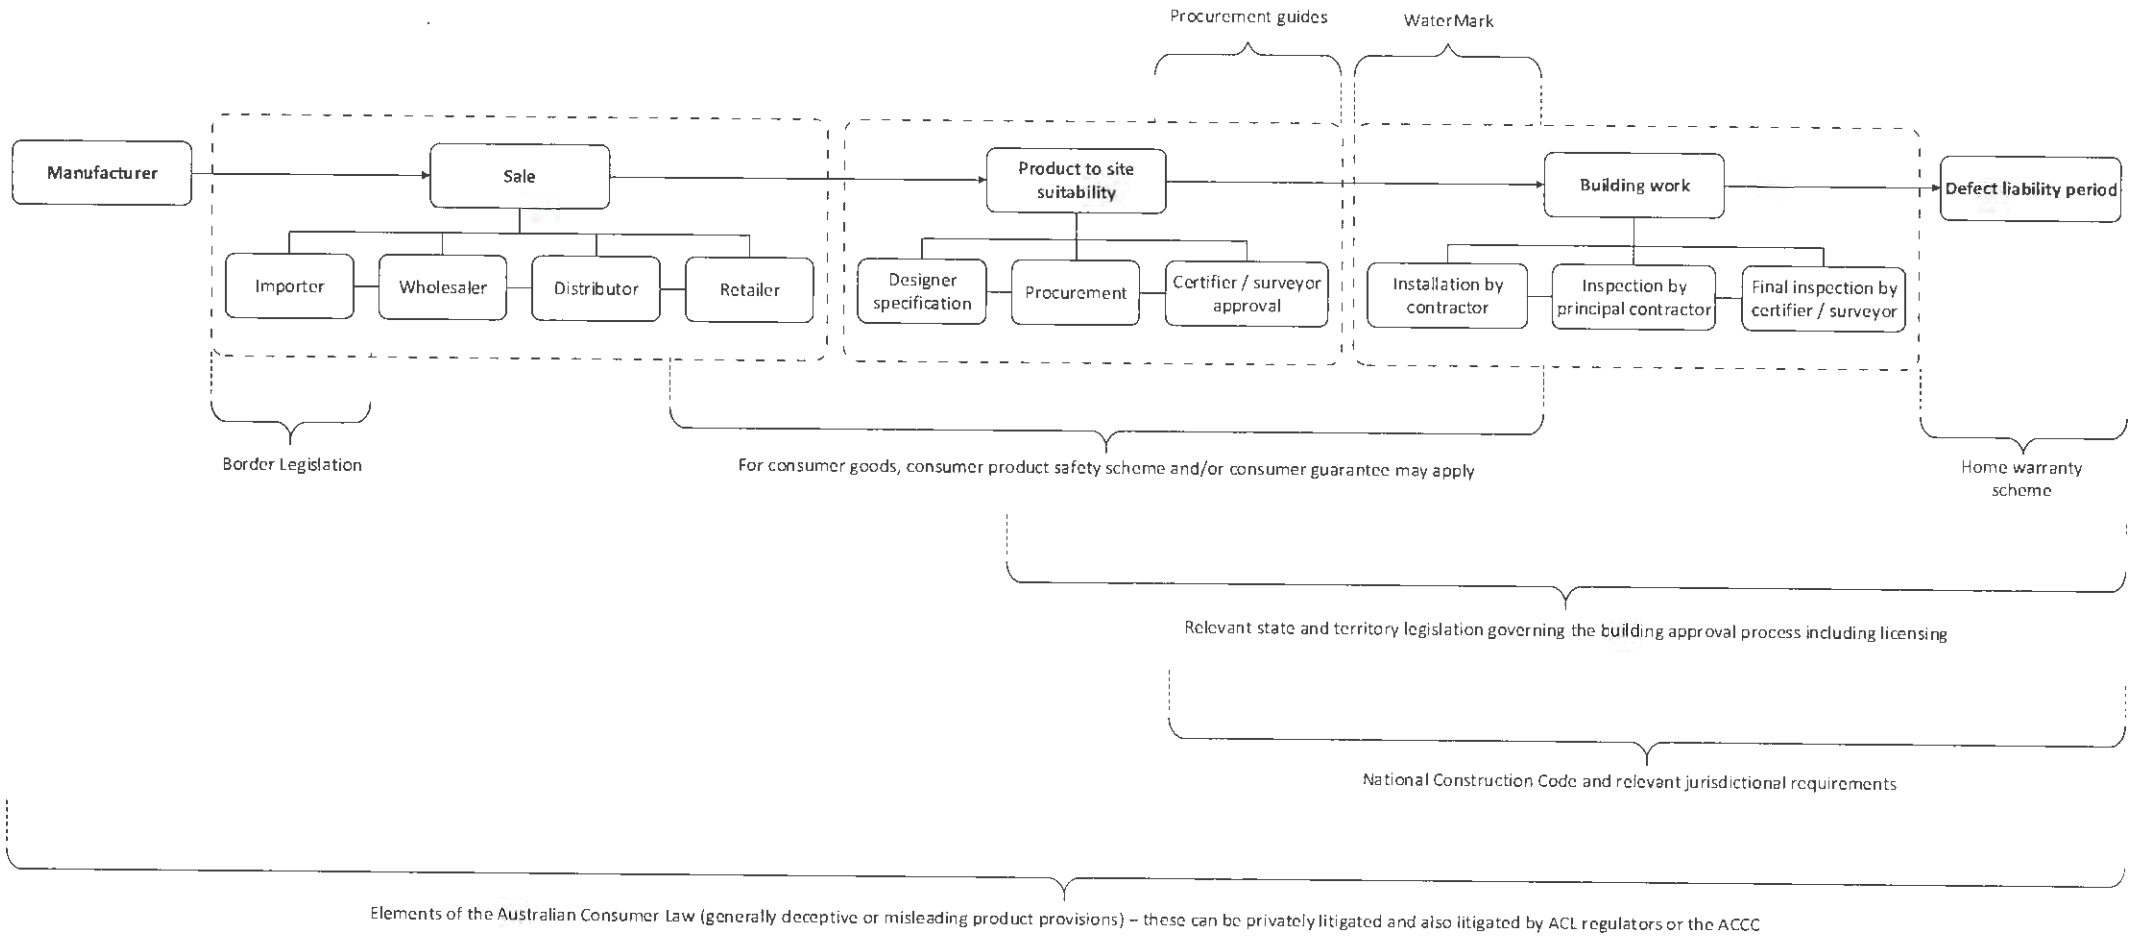 Procurement guides
WaterMark
Manufacturer
Sale
Product to site
suitability
Building work
Defect liability period
Importer
Wholesaler
Distributor
Retailer
Designer
specification
Procurement
Certifier / surveyor
approval
Installation by
contractor
Inspection by
principal contractor
Final inspection by
certifier / surveyor
Border Legislation
For consumer goods, consumer product safety scheme and/or consumer guarantee may apply
Home warranty
scheme
Relevant state and territory legislation governing the building approval process including licensing
National Construction Code and relevant jurisdictional requirements
Elements of the Australian Consumer Law (generally deceptive or misleading product provisions) – these can be privately litigated and also litigated by ACL regulators or the ACCC